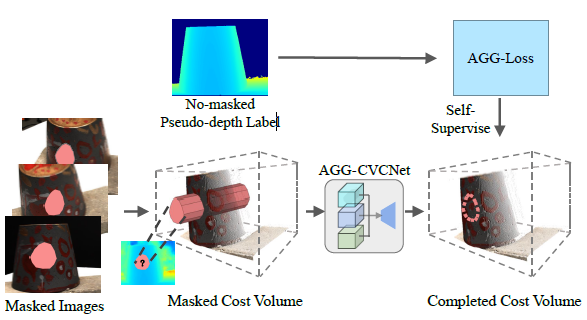 AGG-Loss
No-masked
Pseudo-depth Label
Self-
Supervise
AGG-CVCNet
?
Masked Images
Masked Cost Volume
Completed Cost Volume